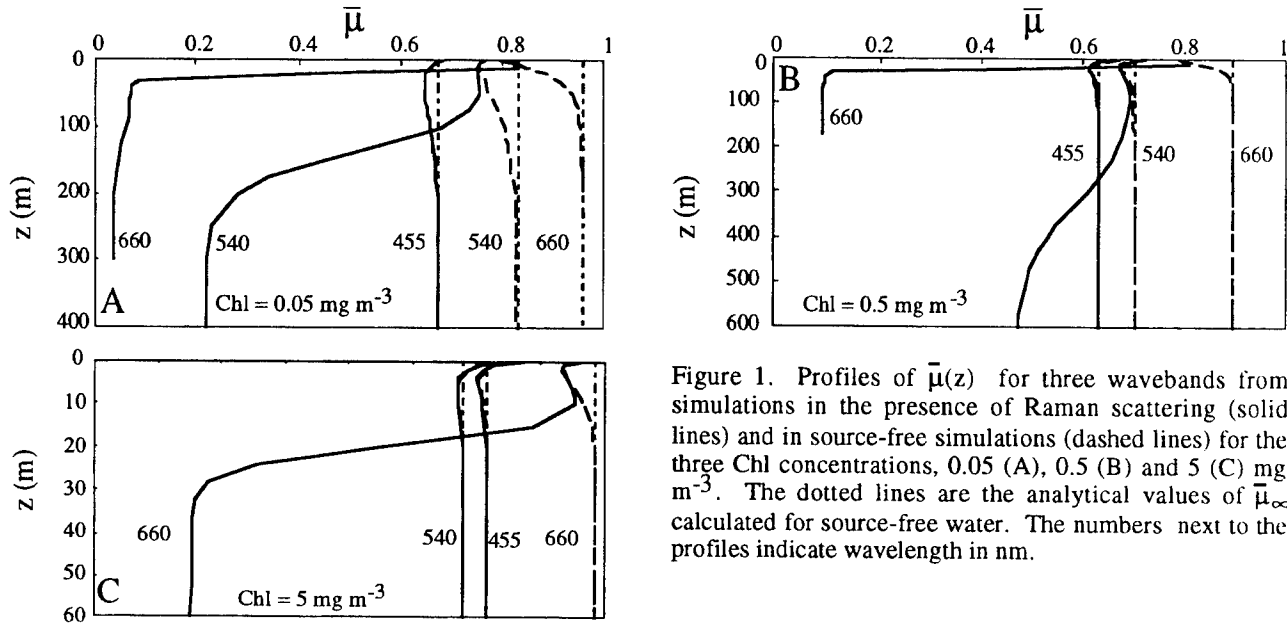 μ̄
0 0.2 0.4 0.6 0.8 1
0
100
200
300
400
z (m)
660 540 455 540 660
A Chl = 0.05 mg m⁻³
μ̄
0 0.2 0.4 0.6 0.8 1
0
100
200
300
400
500
600
z (m)
B
660
455 540 660
Chl = 0.5 mg m⁻³
0
10
20
30
40
50
60
z (m)
660 540 455 660
C Chl = 5 mg m⁻³
Figure 1. Profiles of μ̄(z) for three wavebands from
simulations in the presence of Raman scattering (solid
lines) and in source-free simulations (dashed lines) for the
three Chl concentrations, 0.05 (A), 0.5 (B) and 5 (C) mg
m⁻³. The dotted lines are the analytical values of μ̄∞
calculated for source-free water. The numbers next to the
profiles indicate wavelength in nm.